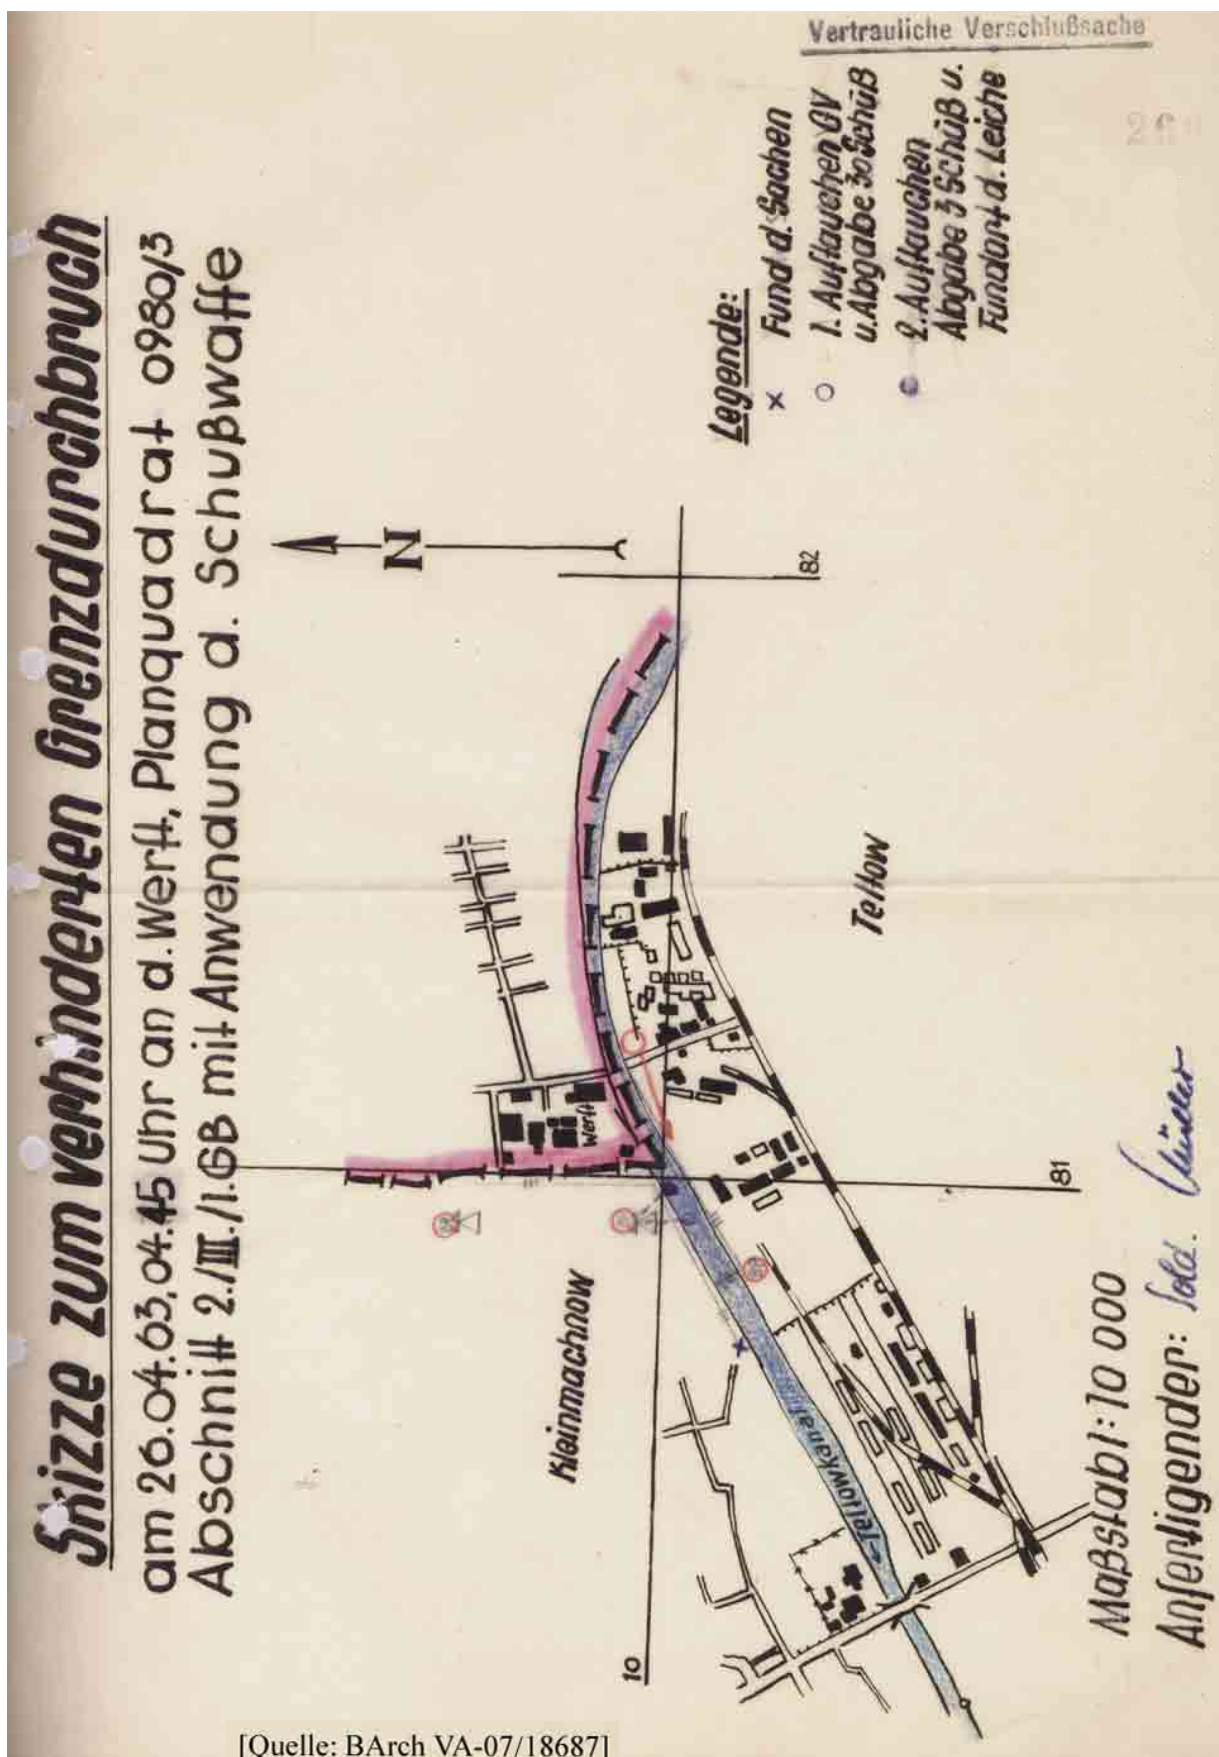 Vertrauliche Verschlußsache
Skizze zum verhinderten Grenzdurchbruch
am 26.04.63, 04.45 Uhr an d. Werft, Planquadrat 0980/3
Abschnitt 2./III./1.GB mit Anwendung d. Schußwaffe
N
Legende:
x Fund d. Sachen
1. Auftauchen GV
u. Abgabe 30 Schuß
2. Auftauchen
Abgabe 3 Schuß u.
Fundort d. Leiche
82
81
10
Werft
Kleinmachnow
Teltow
←Teltowkanal
Maßstab 1:10 000
Anfertigender: Sold. Müller
[Quelle: BArch VA-07/18687]